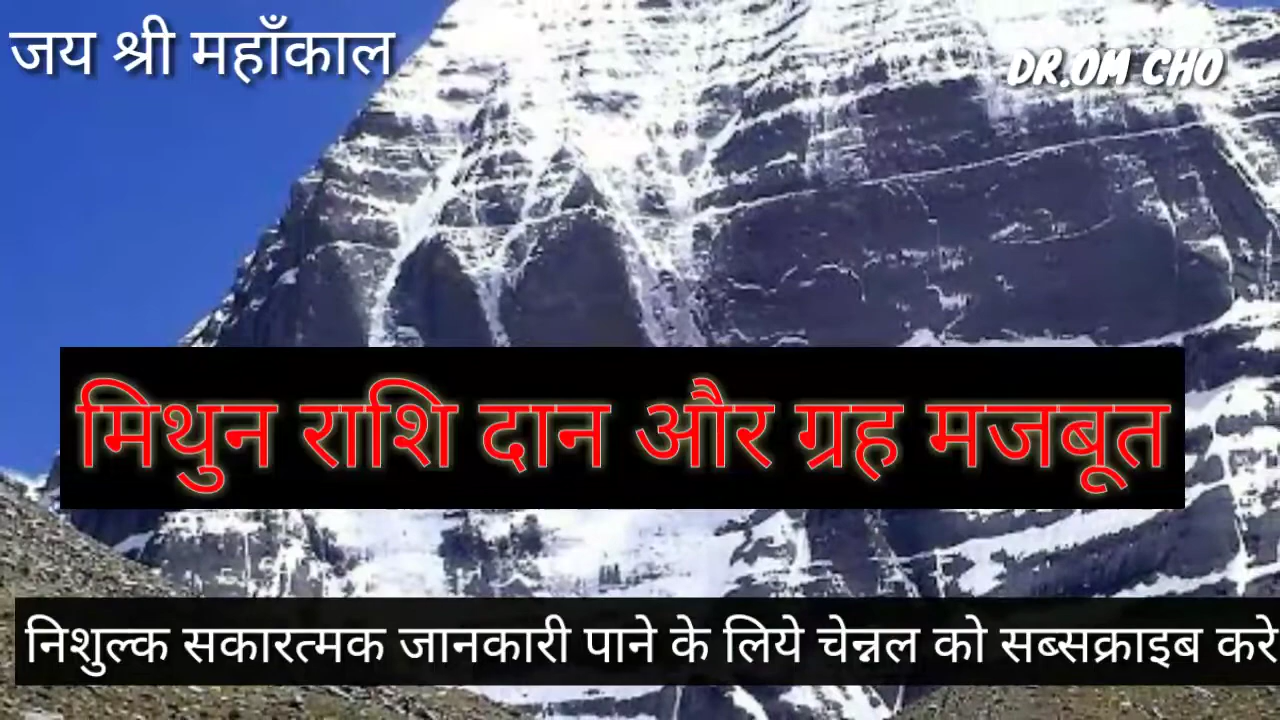 जय श्री महाँकाल
DR.OM CHO
मिथुन राशि दान और ग्रह मजबूत
निशुल्क सकारत्मक जानकारी पाने के लिये चेन्नल को सब्सक्राइब करे